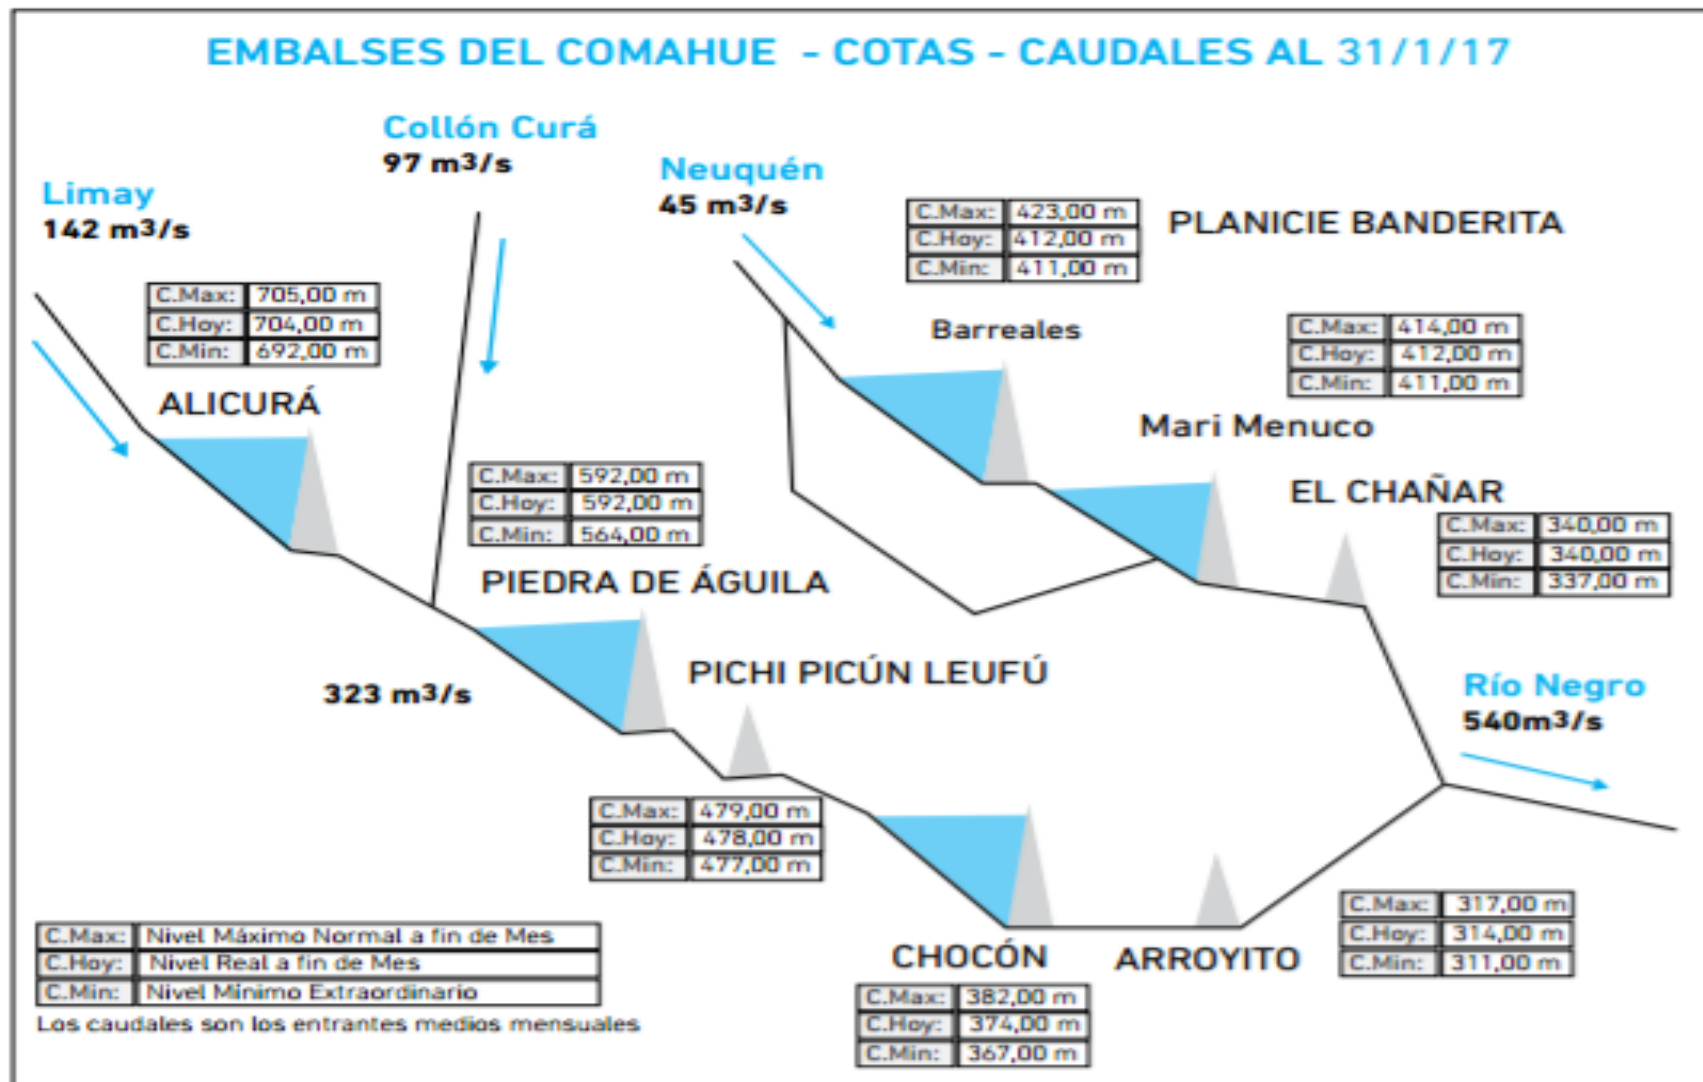 EMBALSES DEL COMAHUE - COTAS - CAUDALES AL 31/1/17
Collón Curá
97 m3/s
Limay
142 m3/s
Neuquén
45 m3/s
C.Max: 423,00 m
C.Hoy: 412,00 m
C.Min: 411,00 m
PLANICIE BANDERITA
C.Max: 705,00 m
C.Hoy: 704,00 m
C.Min: 692,00 m
ALICURÁ
Barreales
C.Max: 414,00 m
C.Hoy: 412,00 m
C.Min: 411,00 m
Mari Menuco
C.Max: 592,00 m
C.Hoy: 592,00 m
C.Min: 564,00 m
PIEDRA DE ÁGUILA
EL CHAÑAR
C.Max: 340,00 m
C.Hoy: 340,00 m
C.Min: 337,00 m
323 m3/s
PICHI PICÚN LEUFÚ
Río Negro
540m3/s
C.Max: 479,00 m
C.Hoy: 478,00 m
C.Min: 477,00 m
CHOCÓN
ARROYITO
C.Max: 317,00 m
C.Hoy: 314,00 m
C.Min: 311,00 m
C.Max: 382,00 m
C.Hoy: 374,00 m
C.Min: 367,00 m
C.Max: Nivel Máximo Normal a fin de Mes
C.Hoy: Nivel Real a fin de Mes
C.Min: Nivel Mínimo Extraordinario
Los caudales son los entrantes medios mensuales